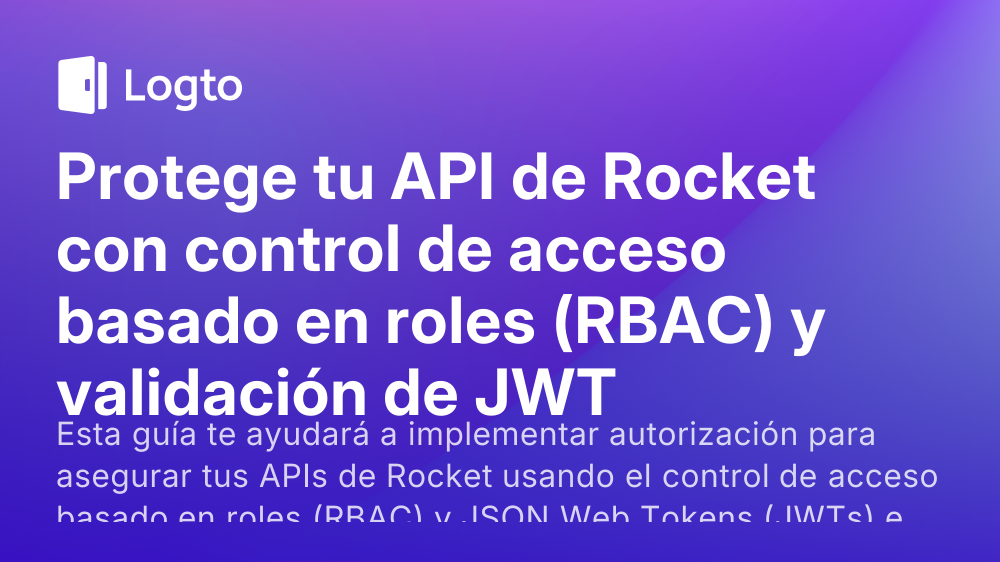 Logto
Protege tu API de Rocket
con control de acceso
basado en roles (RBAC) y
validación de JWT
Esta guía te ayudará a implementar autorización para
asegurar tus APIs de Rocket usando el control de acceso
basado en roles (RBAC) y JSON Web Tokens (JWTs) e